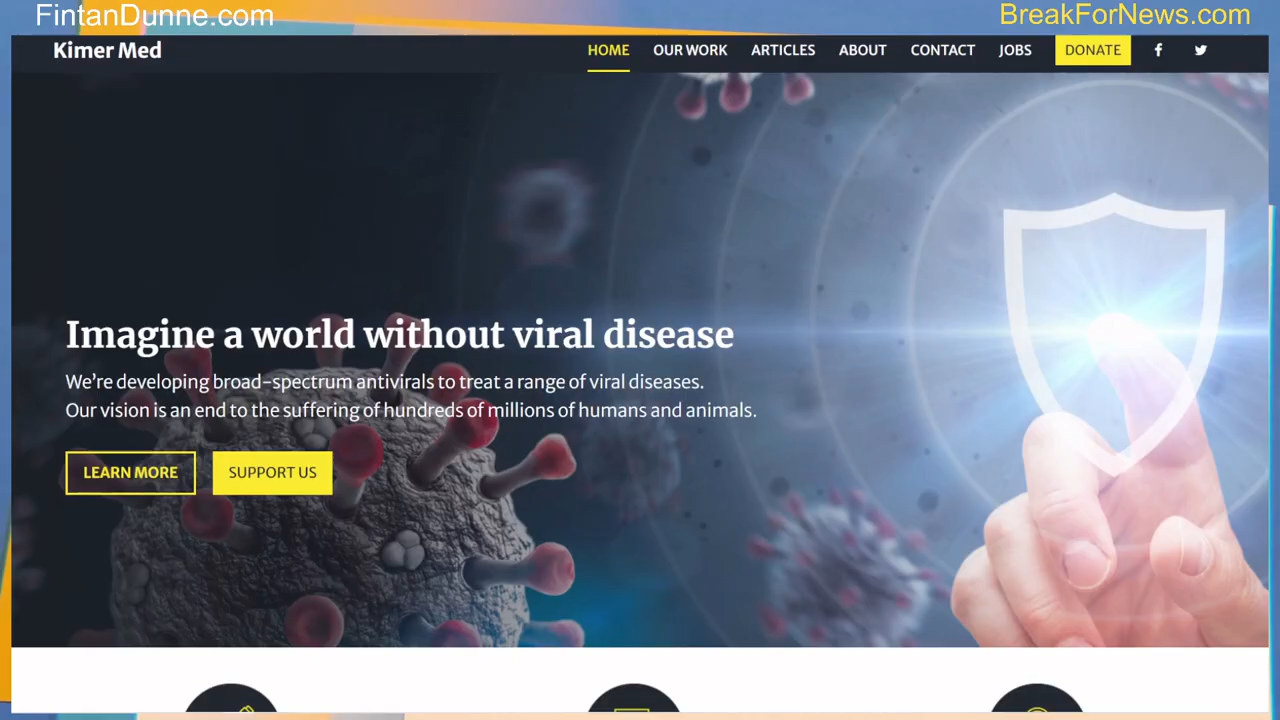 FintanDunne.com
BreakForNews.com
Kimer Med
HOME
OUR WORK
ARTICLES
ABOUT
CONTACT
JOBS
DONATE
Imagine a world without viral disease
We’re developing broad-spectrum antivirals to treat a range of viral diseases.
Our vision is an end to the suffering of hundreds of millions of humans and animals.
LEARN MORE
SUPPORT US